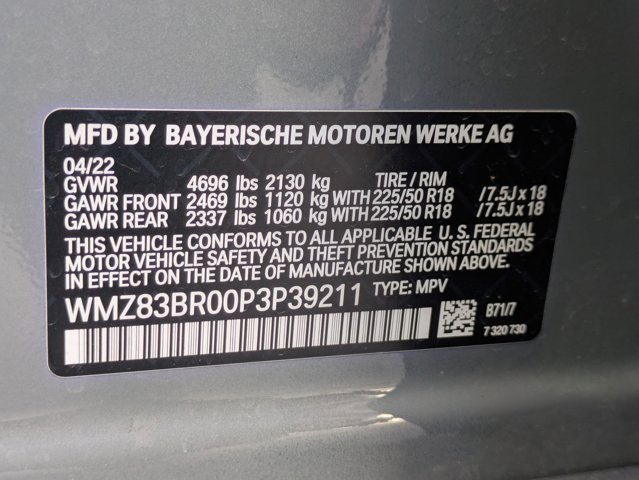 MFD BY BAYERISCHE MOTOREN WERKE AG
04/22
GVWR 4696 lbs 2130 kg TIRE / RIM
GAWR FRONT 2469 lbs 1120 kg WITH 225/50 R18 /7.5J x 18
GAWR REAR 2337 lbs 1060 kg WITH 225/50 R18 /7.5J x 18
THIS VEHICLE CONFORMS TO ALL APPLICABLE U. S. FEDERAL
MOTOR VEHICLE SAFETY AND THEFT PREVENTION STANDARDS
IN EFFECT ON THE DATE OF MANUFACTURE SHOWN ABOVE.
WMZ83BR00P3P39211 TYPE: MPV
B71/7
7 320 730